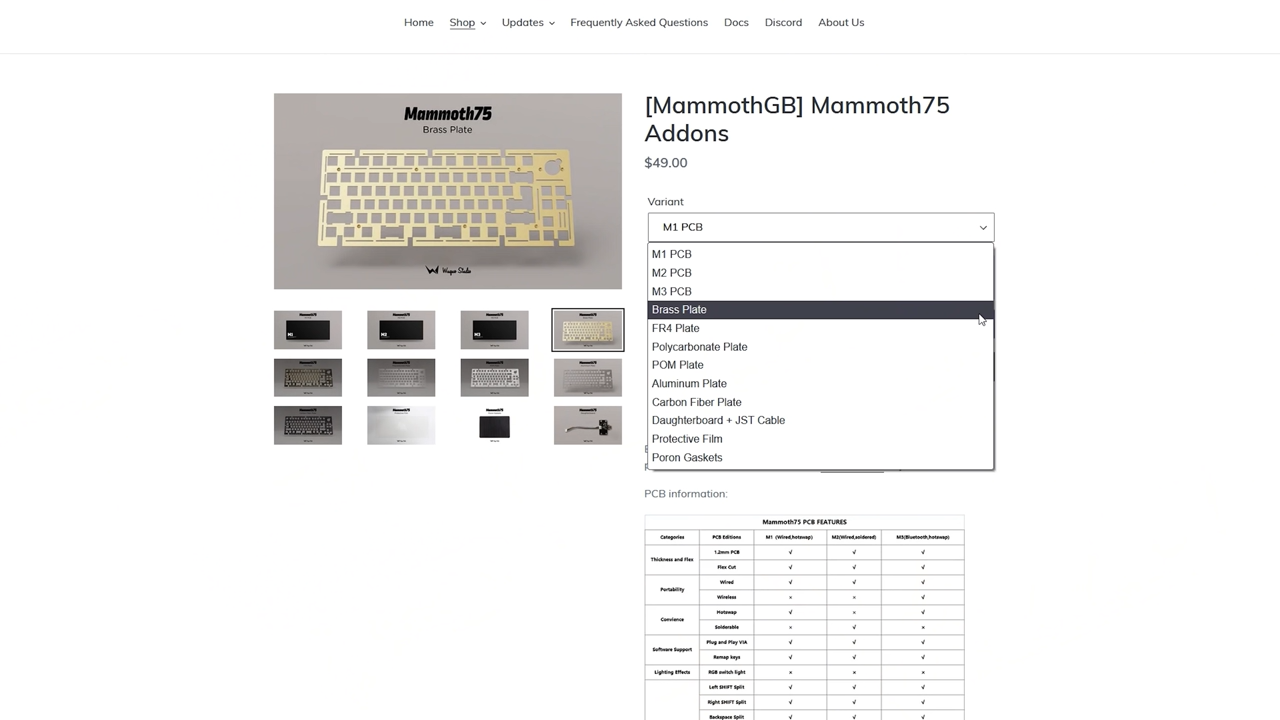 Home Shop Updates Frequently Asked Questions Docs Discord About Us
Mammoth75
Brass Plate
[MammothGB] Mammoth75
Addons
$49.00
Variant
M1 PCB
M1 PCB
M2 PCB
M3 PCB
Brass Plate
FR4 Plate
Polycarbonate Plate
POM Plate
Aluminum Plate
Carbon Fiber Plate
Daughterboard + JST Cable
Protective Film
Poron Gaskets
PCB information:
Mammoth75 PCB FEATURES
Categories PCB Editions M1 (Wired,hotswap) M2(Wired,soldered) M3(Bluetooth,hotswap)
Thickness and Flex 1.2mm PCB √ √ √
Flex Cut √ √ √
Portability Wired √ √ √
Wireless × × √
Convience Hotswap √ × √
Solderable × √ ×
Software Support Plug and Play VIA √ √ √
Remap keys √ √ √
Lighting Effects RGB switch light × × ×
Left SHIFT Split √ √ √
Right SHIFT Split √ √ √
Backspace Split √ √ √